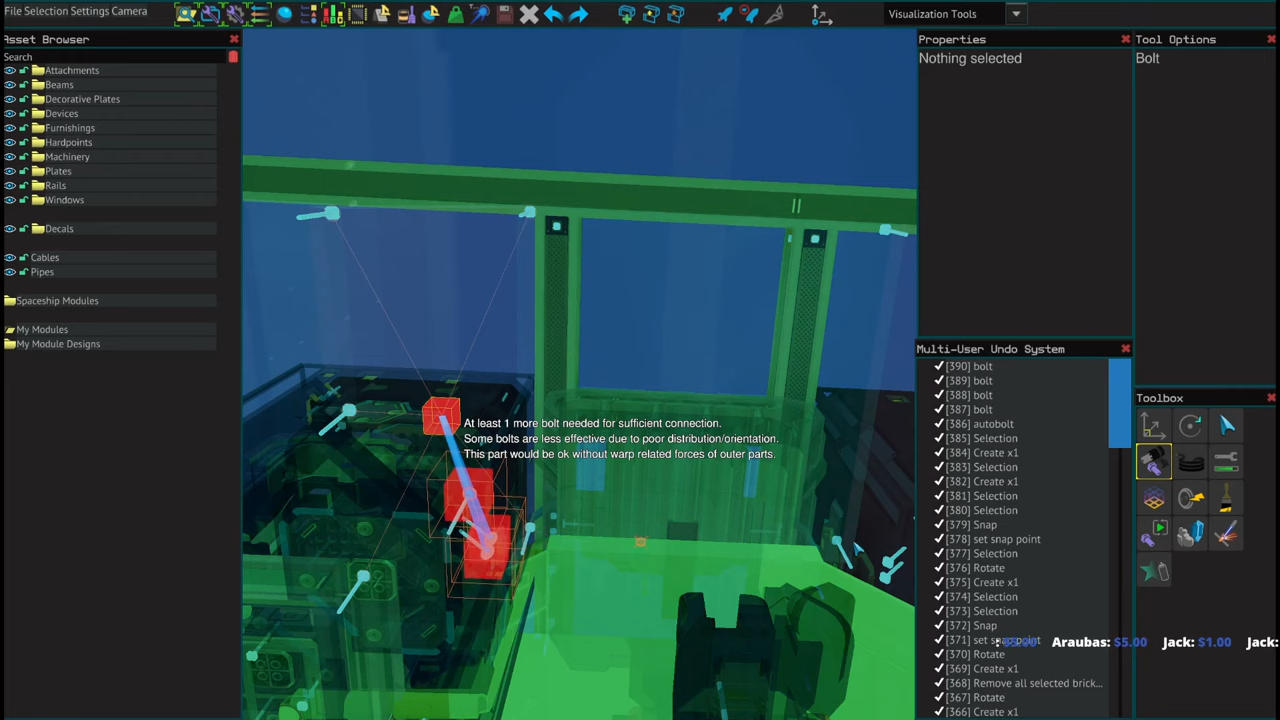 File Selection Settings Camera
Visualization Tools
Asset Browser
Search
Attachments
Beams
Decorative Plates
Devices
Furnishings
Hardpoints
Machinery
Plates
Rails
Windows
Decals
Cables
Pipes
Spaceship Modules
My Modules
My Module Designs
At least 1 more bolt needed for sufficient connection.
Some bolts are less effective due to poor distribution/orientation.
This part would be ok without warp related forces of outer parts.
Properties
Nothing selected
Tool Options
Bolt
Multi-User Undo System
[390] bolt
[389] bolt
[388] bolt
[387] bolt
[386] autobolt
[385] Selection
[384] Create x1
[383] Selection
[382] Create x1
[381] Selection
[380] Selection
[379] Snap
[378] set snap point
[377] Selection
[376] Rotate
[375] Create x1
[374] Selection
[373] Selection
[372] Snap
[371] set snap point
[370] Rotate
[369] Create x1
[368] Remove all selected brick...
[367] Rotate
[366] Create x1
Toolbox
Araubas: $5.00 Jack: $1.00 Jack: